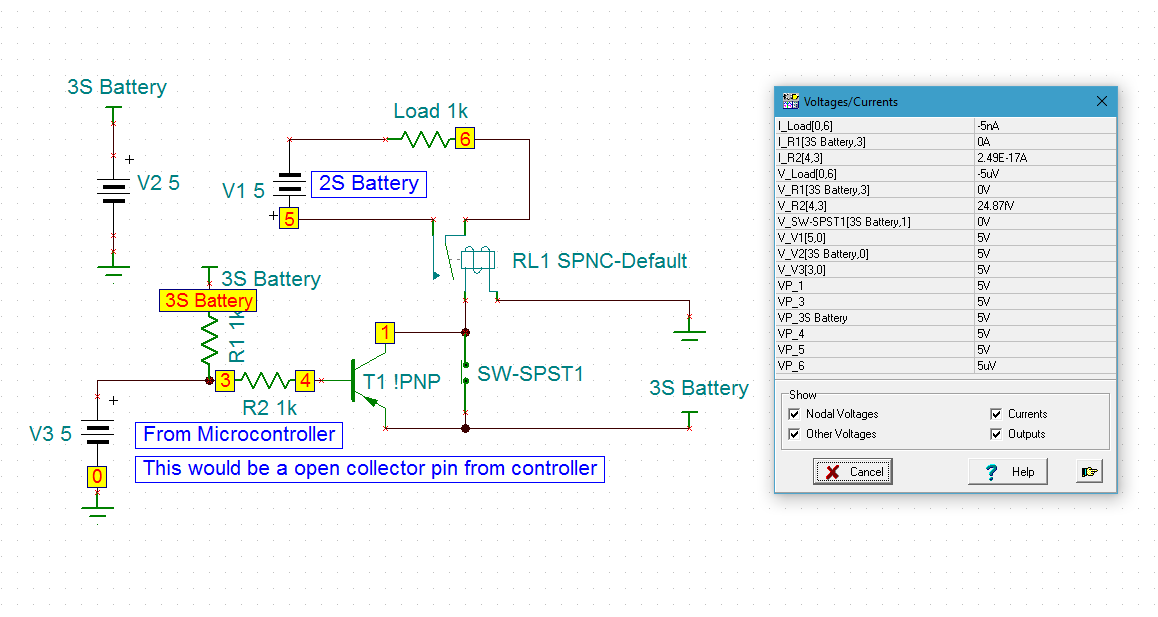 3S Battery
V2 5
Load 1k
6
V1 5
2S Battery
5
RL1 SPNC-Default
3S Battery
3S Battery
R1 1k
1
3
4
T1 !PNP
SW-SPST1
R2 1k
3S Battery
V3 5
From Microcontroller
0
This would be a open collector pin from controller
Voltages/Currents
I_Load[0,6] -5nA
I_R1[3S Battery,3] 0A
I_R2[4,3] 2.49E-17A
V_Load[0,6] -5uV
V_R1[3S Battery,3] 0V
V_R2[4,3] 24.87fV
V_SW-SPST1[3S Battery,1] 0V
V_V1[5,0] 5V
V_V2[3S Battery,0] 5V
V_V3[3,0] 5V
VP_1 5V
VP_3 5V
VP_3S Battery 5V
VP_4 5V
VP_5 5V
VP_6 5uV
Show
Nodal Voltages Currents
Other Voltages Outputs
Cancel ? Help